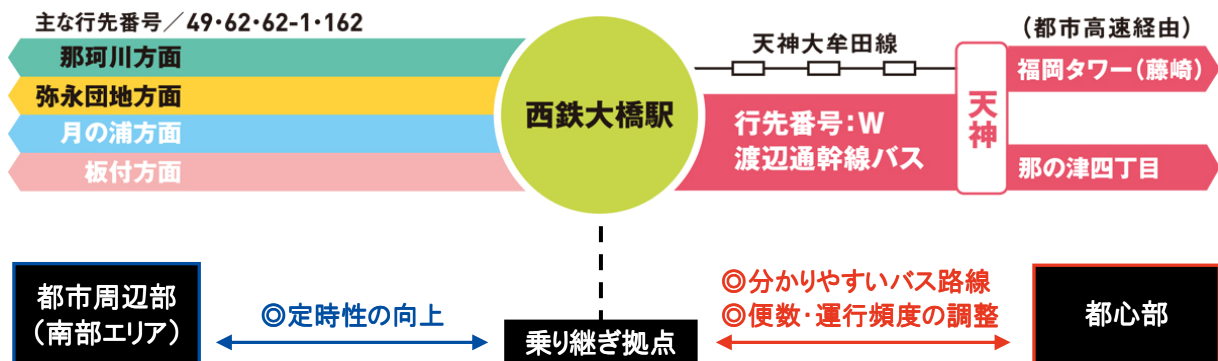 主な行先番号／49・62・62-1・162
那珂川方面
弥永団地方面
月の浦方面
板付方面
西鉄大橋駅
天神大牟田線
行先番号：W
渡辺通幹線バス
天神
（都市高速経由）
福岡タワー（藤崎）
那の津四丁目
都市周辺部
（南部エリア）
◎定時性の向上
乗り継ぎ拠点
◎分かりやすいバス路線
◎便数・運行頻度の調整
都心部